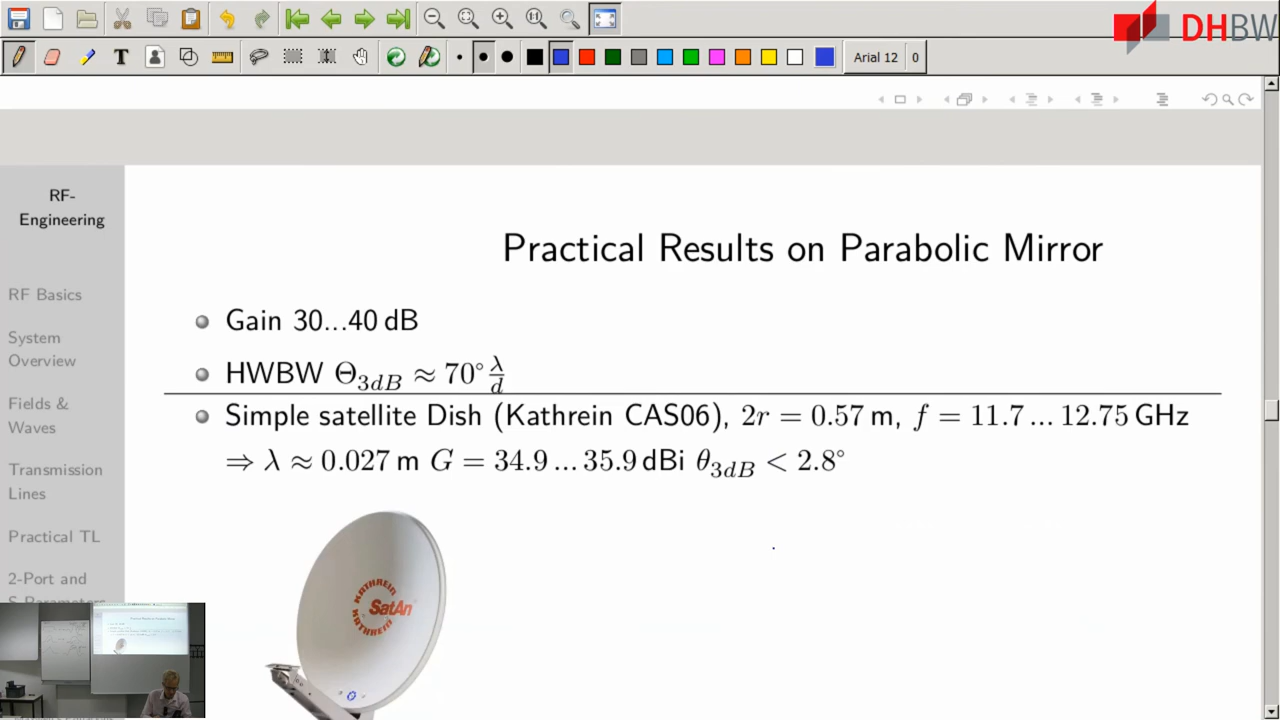 DHBW
T
Arial 12 0
RF-
Engineering
Practical Results on Parabolic Mirror
RF Basics
System
Overview
Fields &
Waves
Transmission
Lines
Practical TL
2-Port and
S-Parameters
Gain 30...40 dB
HWBW Θ3dB ≈ 70° λ/d
Simple satellite Dish (Kathrein CAS06), 2r = 0.57 m, f = 11.7 ... 12.75 GHz
⇒ λ ≈ 0.027 m G = 34.9 ... 35.9 dBi θ3dB < 2.8°
KATHREIN
SatAn
KATHREIN